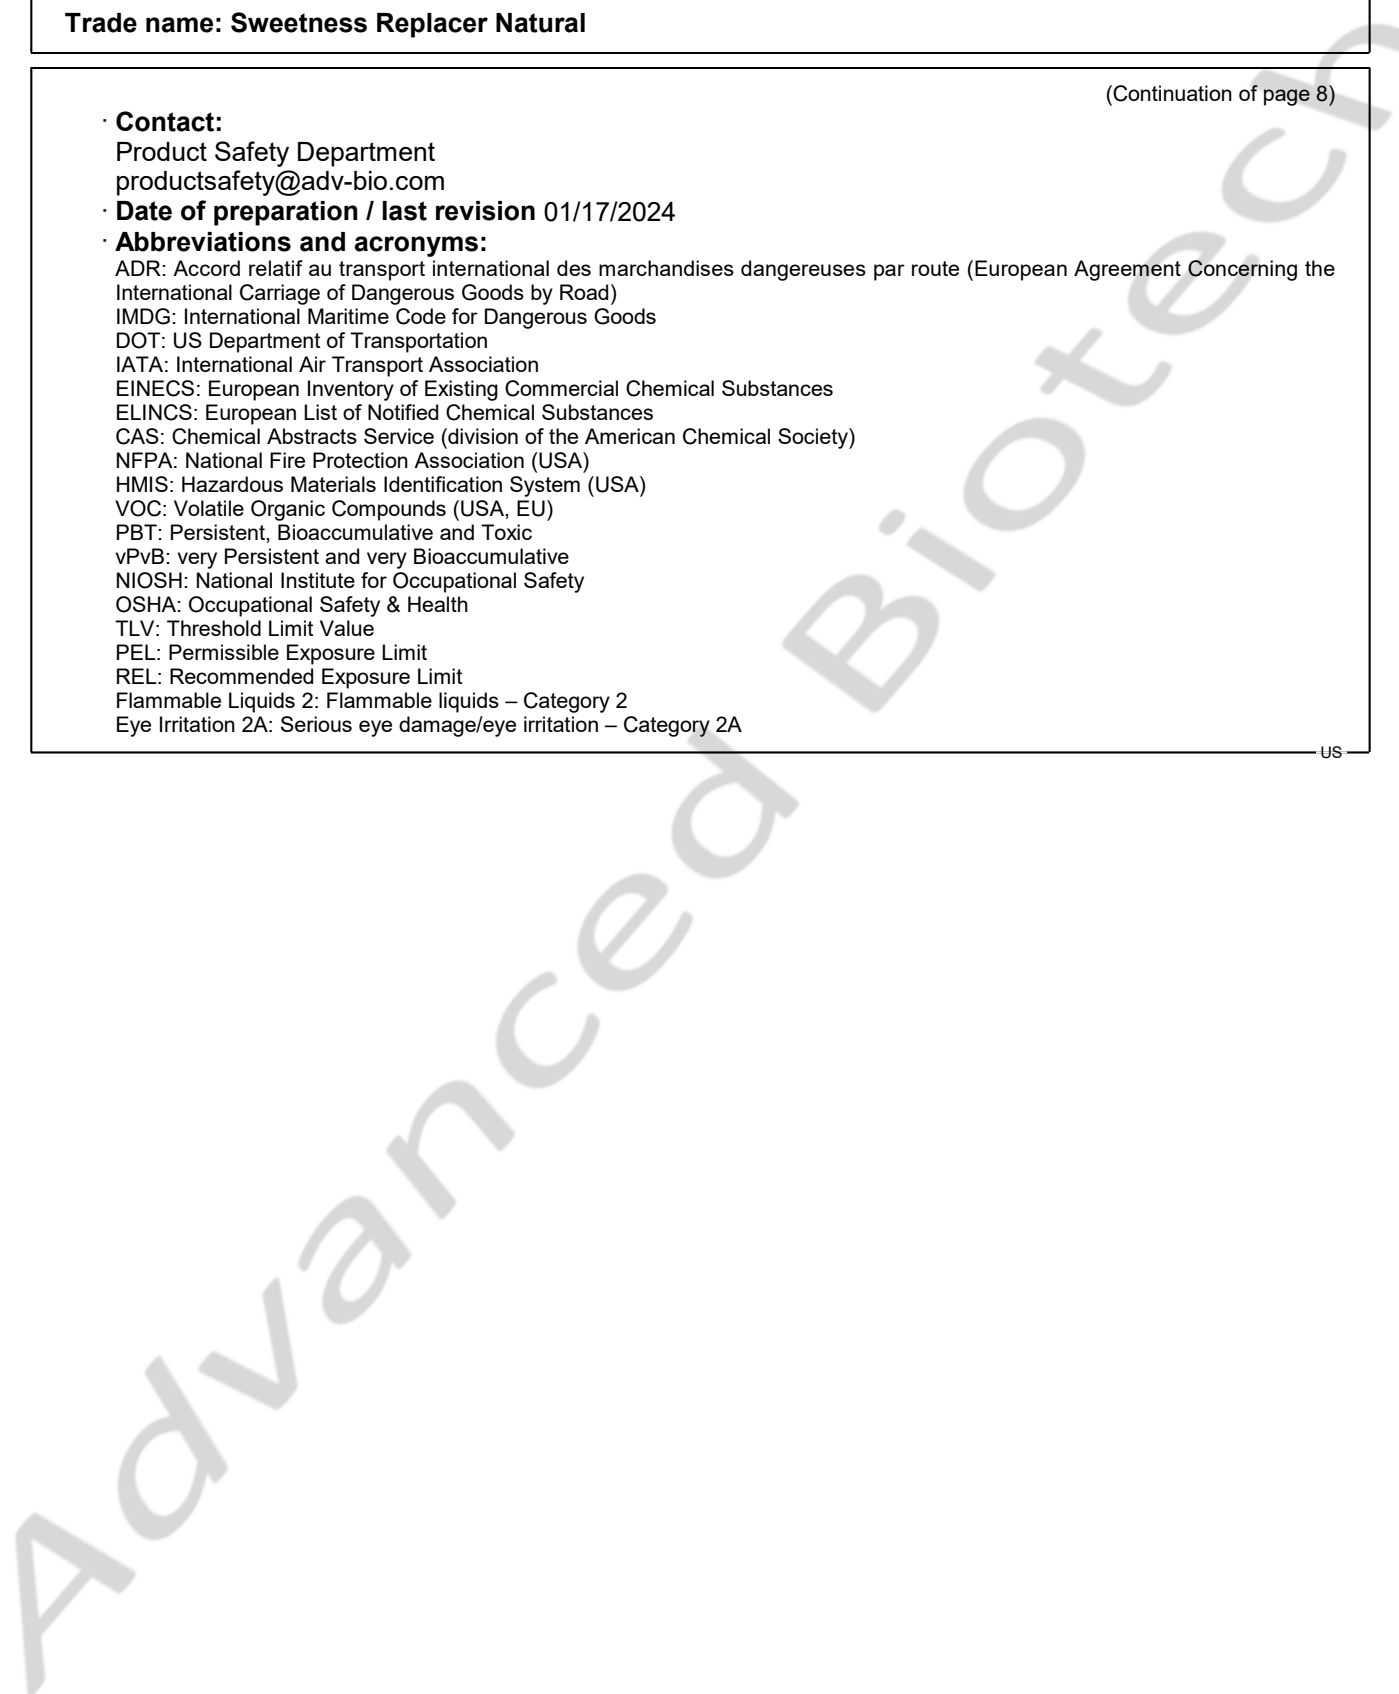 Trade name: Sweetness Replacer Natural
(Continuation of page 8)
· Contact:
Product Safety Department
productsafety@adv-bio.com
· Date of preparation / last revision 01/17/2024
· Abbreviations and acronyms:
ADR: Accord relatif au transport international des marchandises dangereuses par route (European Agreement Concerning the
International Carriage of Dangerous Goods by Road)
IMDG: International Maritime Code for Dangerous Goods
DOT: US Department of Transportation
IATA: International Air Transport Association
EINECS: European Inventory of Existing Commercial Chemical Substances
ELINCS: European List of Notified Chemical Substances
CAS: Chemical Abstracts Service (division of the American Chemical Society)
NFPA: National Fire Protection Association (USA)
HMIS: Hazardous Materials Identification System (USA)
VOC: Volatile Organic Compounds (USA, EU)
PBT: Persistent, Bioaccumulative and Toxic
vPvB: very Persistent and very Bioaccumulative
NIOSH: National Institute for Occupational Safety
OSHA: Occupational Safety & Health
TLV: Threshold Limit Value
PEL: Permissible Exposure Limit
REL: Recommended Exposure Limit
Flammable Liquids 2: Flammable liquids – Category 2
Eye Irritation 2A: Serious eye damage/eye irritation – Category 2A
US
Advanced Biotech